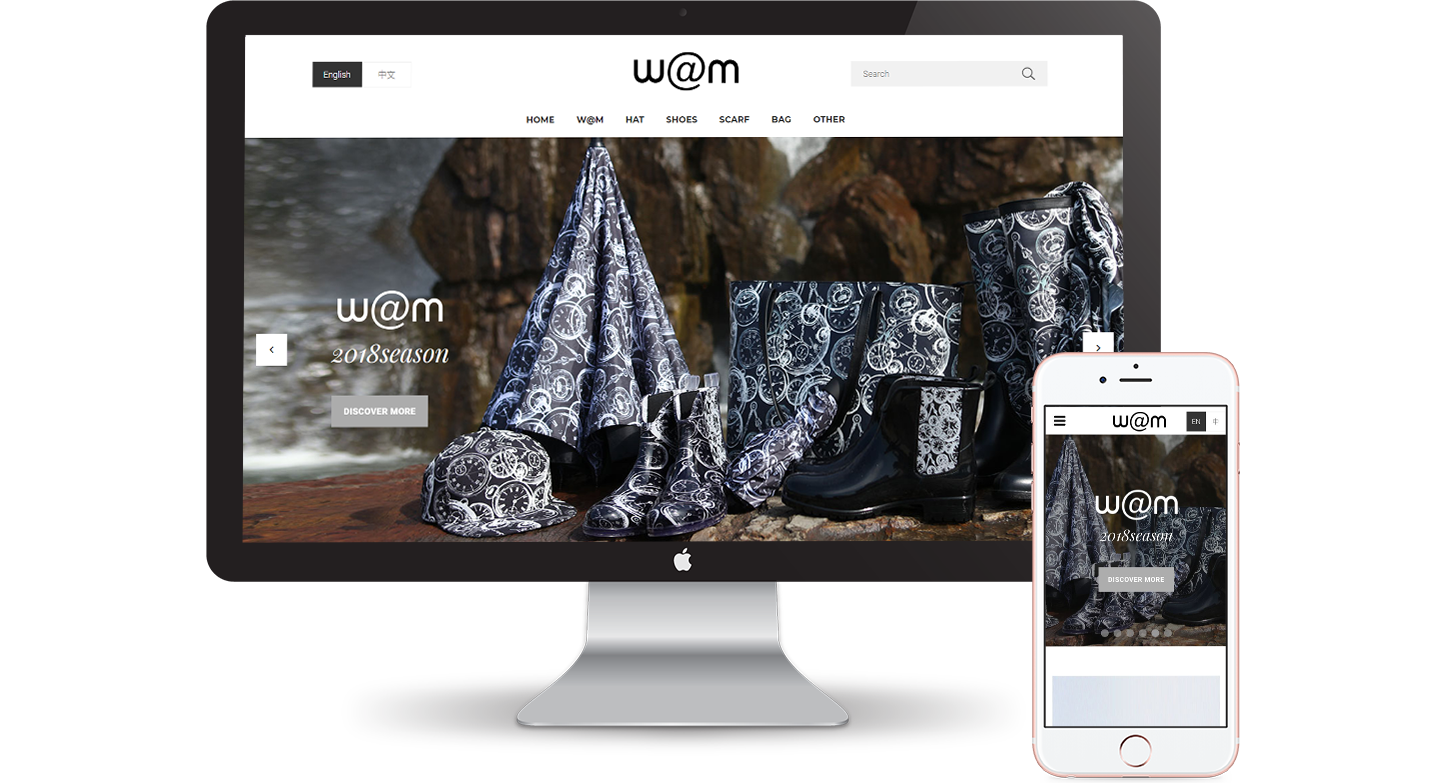 English 中文
w@m
Search
HOME W@M HAT SHOES SCARF BAG OTHER
w@m
2018season
DISCOVER MORE
w@m
EN 中
w@m
2018season
DISCOVER MORE